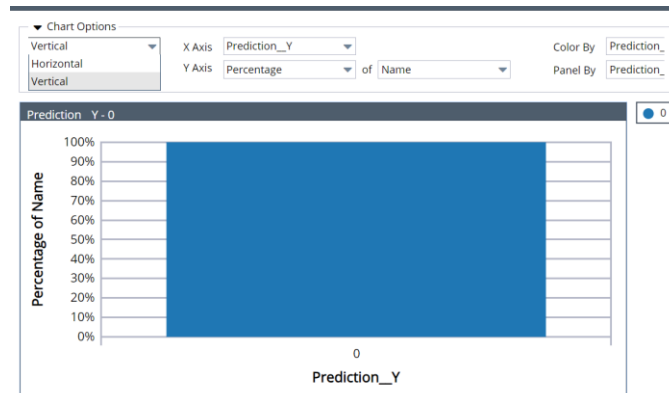 Chart Options
Vertical X Axis Prediction__Y Color By Prediction_
Horizontal
Vertical Y Axis Percentage of Name Panel By Prediction_
Prediction Y - 0
0
100%
90%
80%
70%
60%
50%
40%
30%
20%
10%
0%
Percentage of Name
0
Prediction__Y